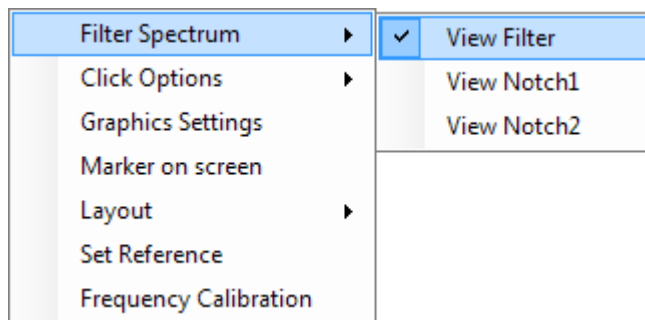 Filter Spectrum
Click Options
Graphics Settings
Marker on screen
Layout
Set Reference
Frequency Calibration
View Filter
View Notch1
View Notch2